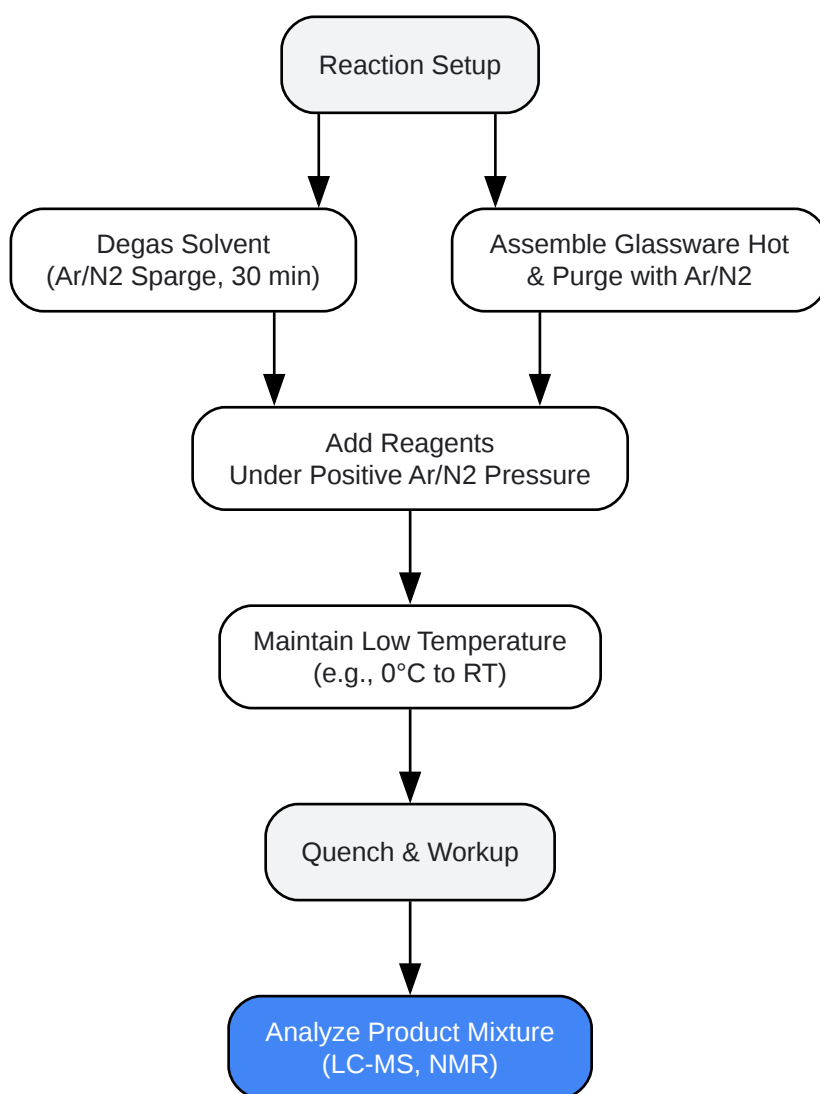 Reaction Setup
Degas Solvent
(Ar/N2 Sparge, 30 min)
Assemble Glassware Hot
& Purge with Ar/N2
Add Reagents
Under Positive Ar/N2 Pressure
Maintain Low Temperature
(e.g., 0°C to RT)
Quench & Workup
Analyze Product Mixture
(LC-MS, NMR)